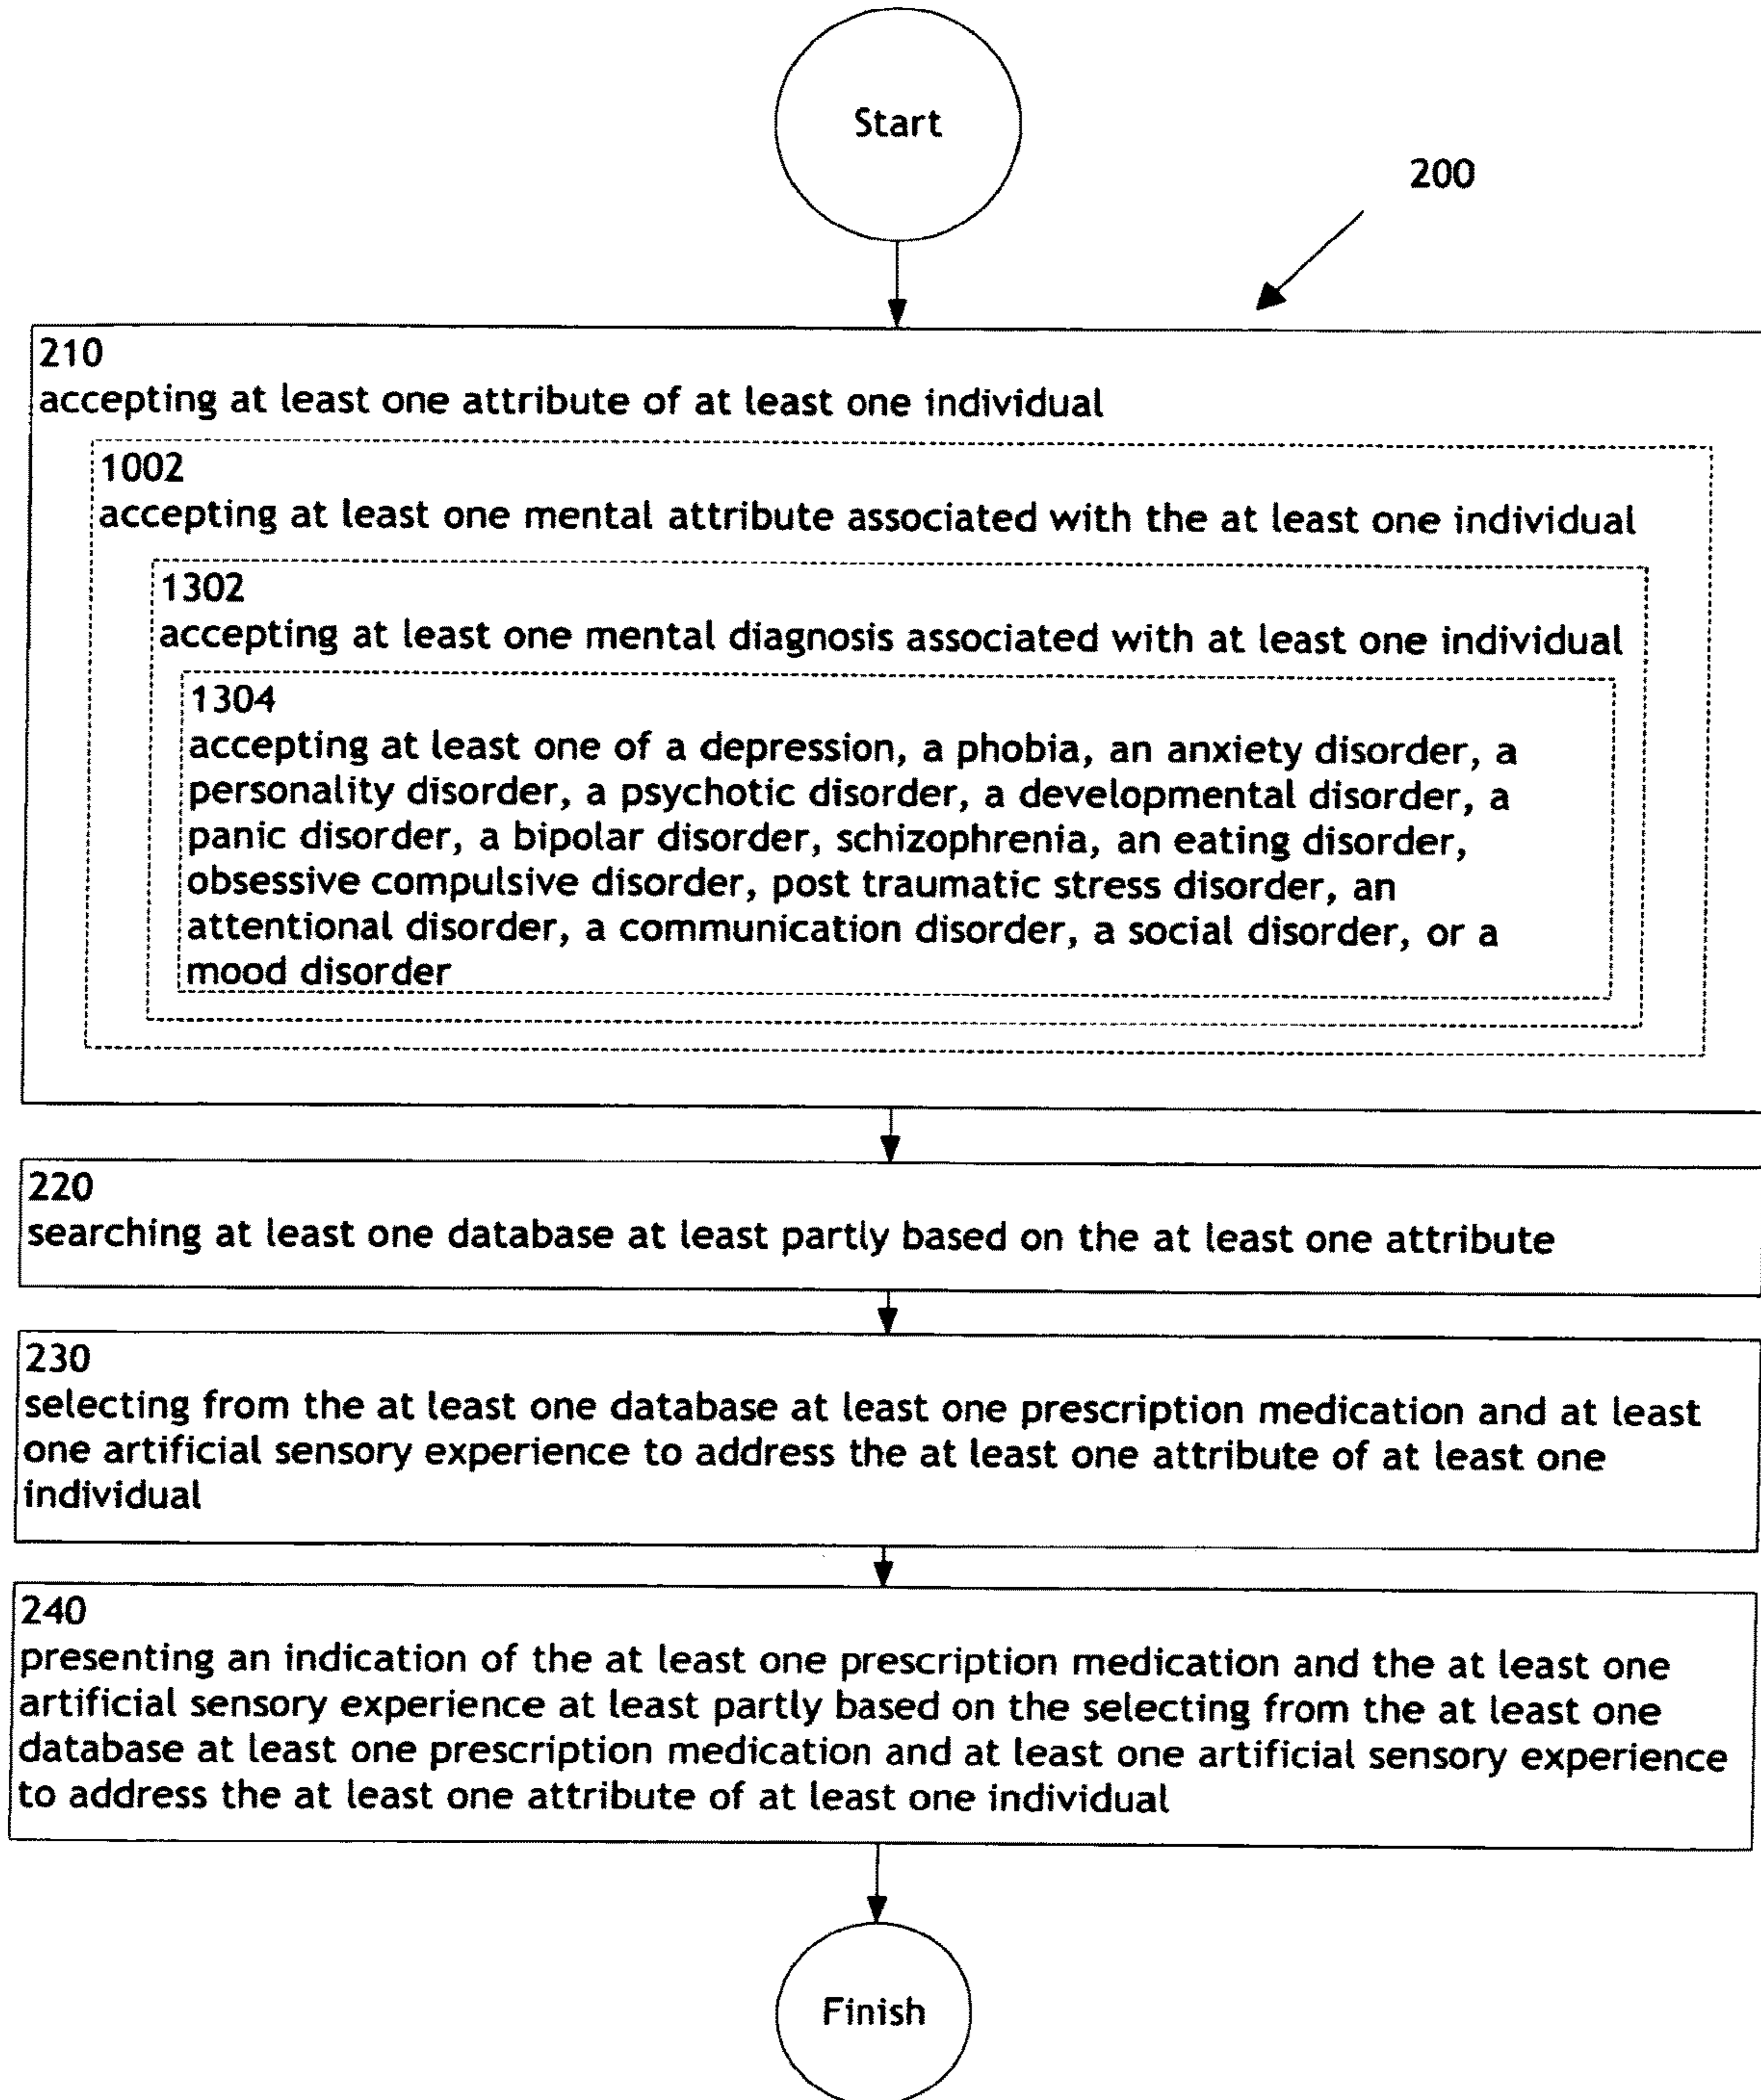 Start
200
210
accepting at least one attribute of at least one individual
1002
accepting at least one mental attribute associated with the at least one individual
1302
accepting at least one mental diagnosis associated with at least one individual
1304
accepting at least one of a depression, a phobia, an anxiety disorder, a
personality disorder, a psychotic disorder, a developmental disorder, a
panic disorder, a bipolar disorder, schizophrenia, an eating disorder,
obsessive compulsive disorder, post traumatic stress disorder, an
attentional disorder, a communication disorder, a social disorder, or a
mood disorder
220
searching at least one database at least partly based on the at least one attribute
230
selecting from the at least one database at least one prescription medication and at least
one artificial sensory experience to address the at least one attribute of at least one
individual
240
presenting an indication of the at least one prescription medication and the at least one
artificial sensory experience at least partly based on the selecting from the at least one
database at least one prescription medication and at least one artificial sensory experience
to address the at least one attribute of at least one individual
Finish